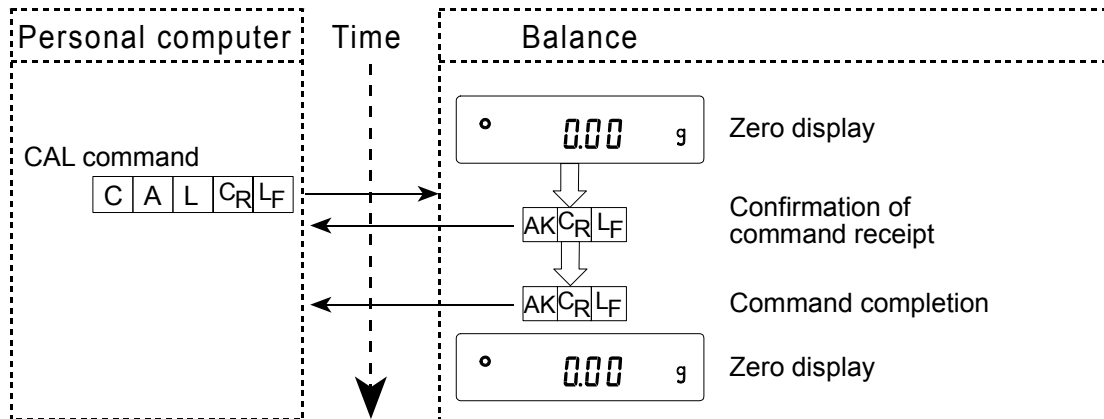 Personal computer Time Balance
0.00 g Zero display
CAL command
C A L CR LF
AK CR LF Confirmation of
command receipt
AK CR LF Command completion
0.00 g Zero display